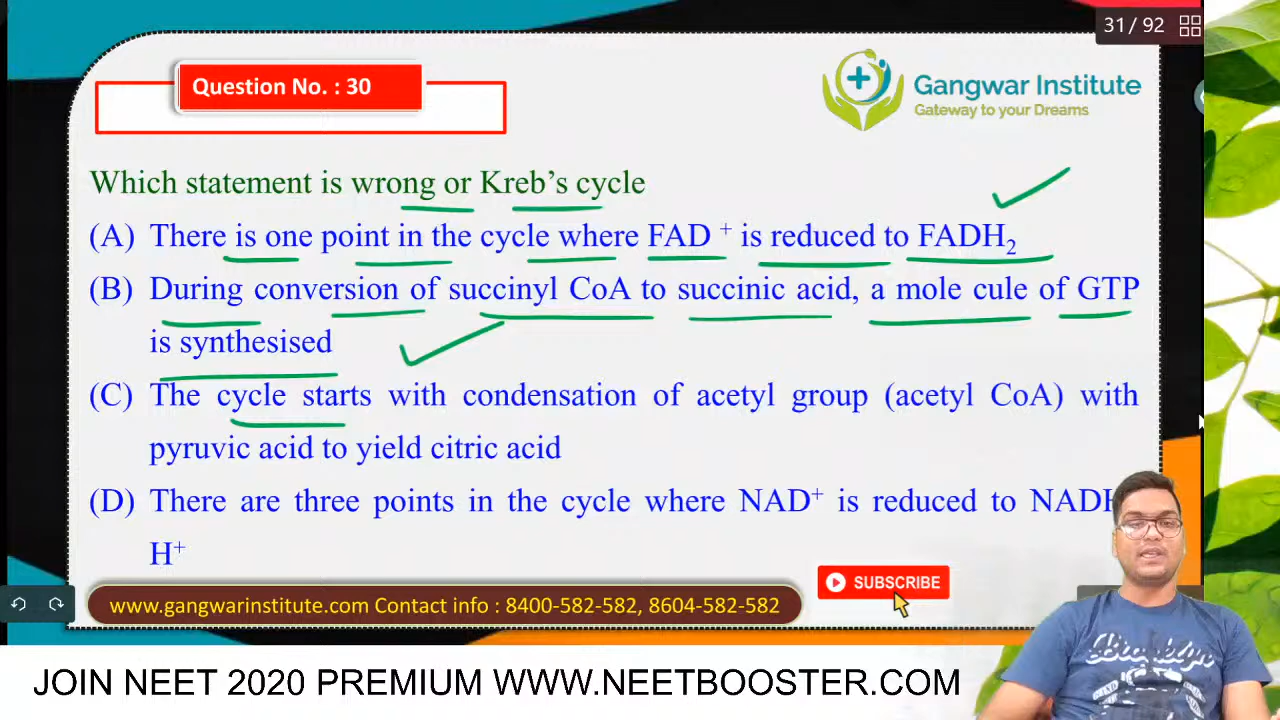 31 / 92
Question No. : 30
Gangwar Institute
Gateway to your Dreams
Which statement is wrong or Kreb’s cycle
(A) There is one point in the cycle where FAD + is reduced to FADH2
(B) During conversion of succinyl CoA to succinic acid, a mole cule of GTP
is synthesised
(C) The cycle starts with condensation of acetyl group (acetyl CoA) with
pyruvic acid to yield citric acid
(D) There are three points in the cycle where NAD+ is reduced to
H+
SUBSCRIBE
www.gangwarinstitute.com Contact info : 8400-582-582, 8604-582-582
Brooklyn
JOIN NEET 2020 PREMIUM WWW.NEETBOOSTER.COM